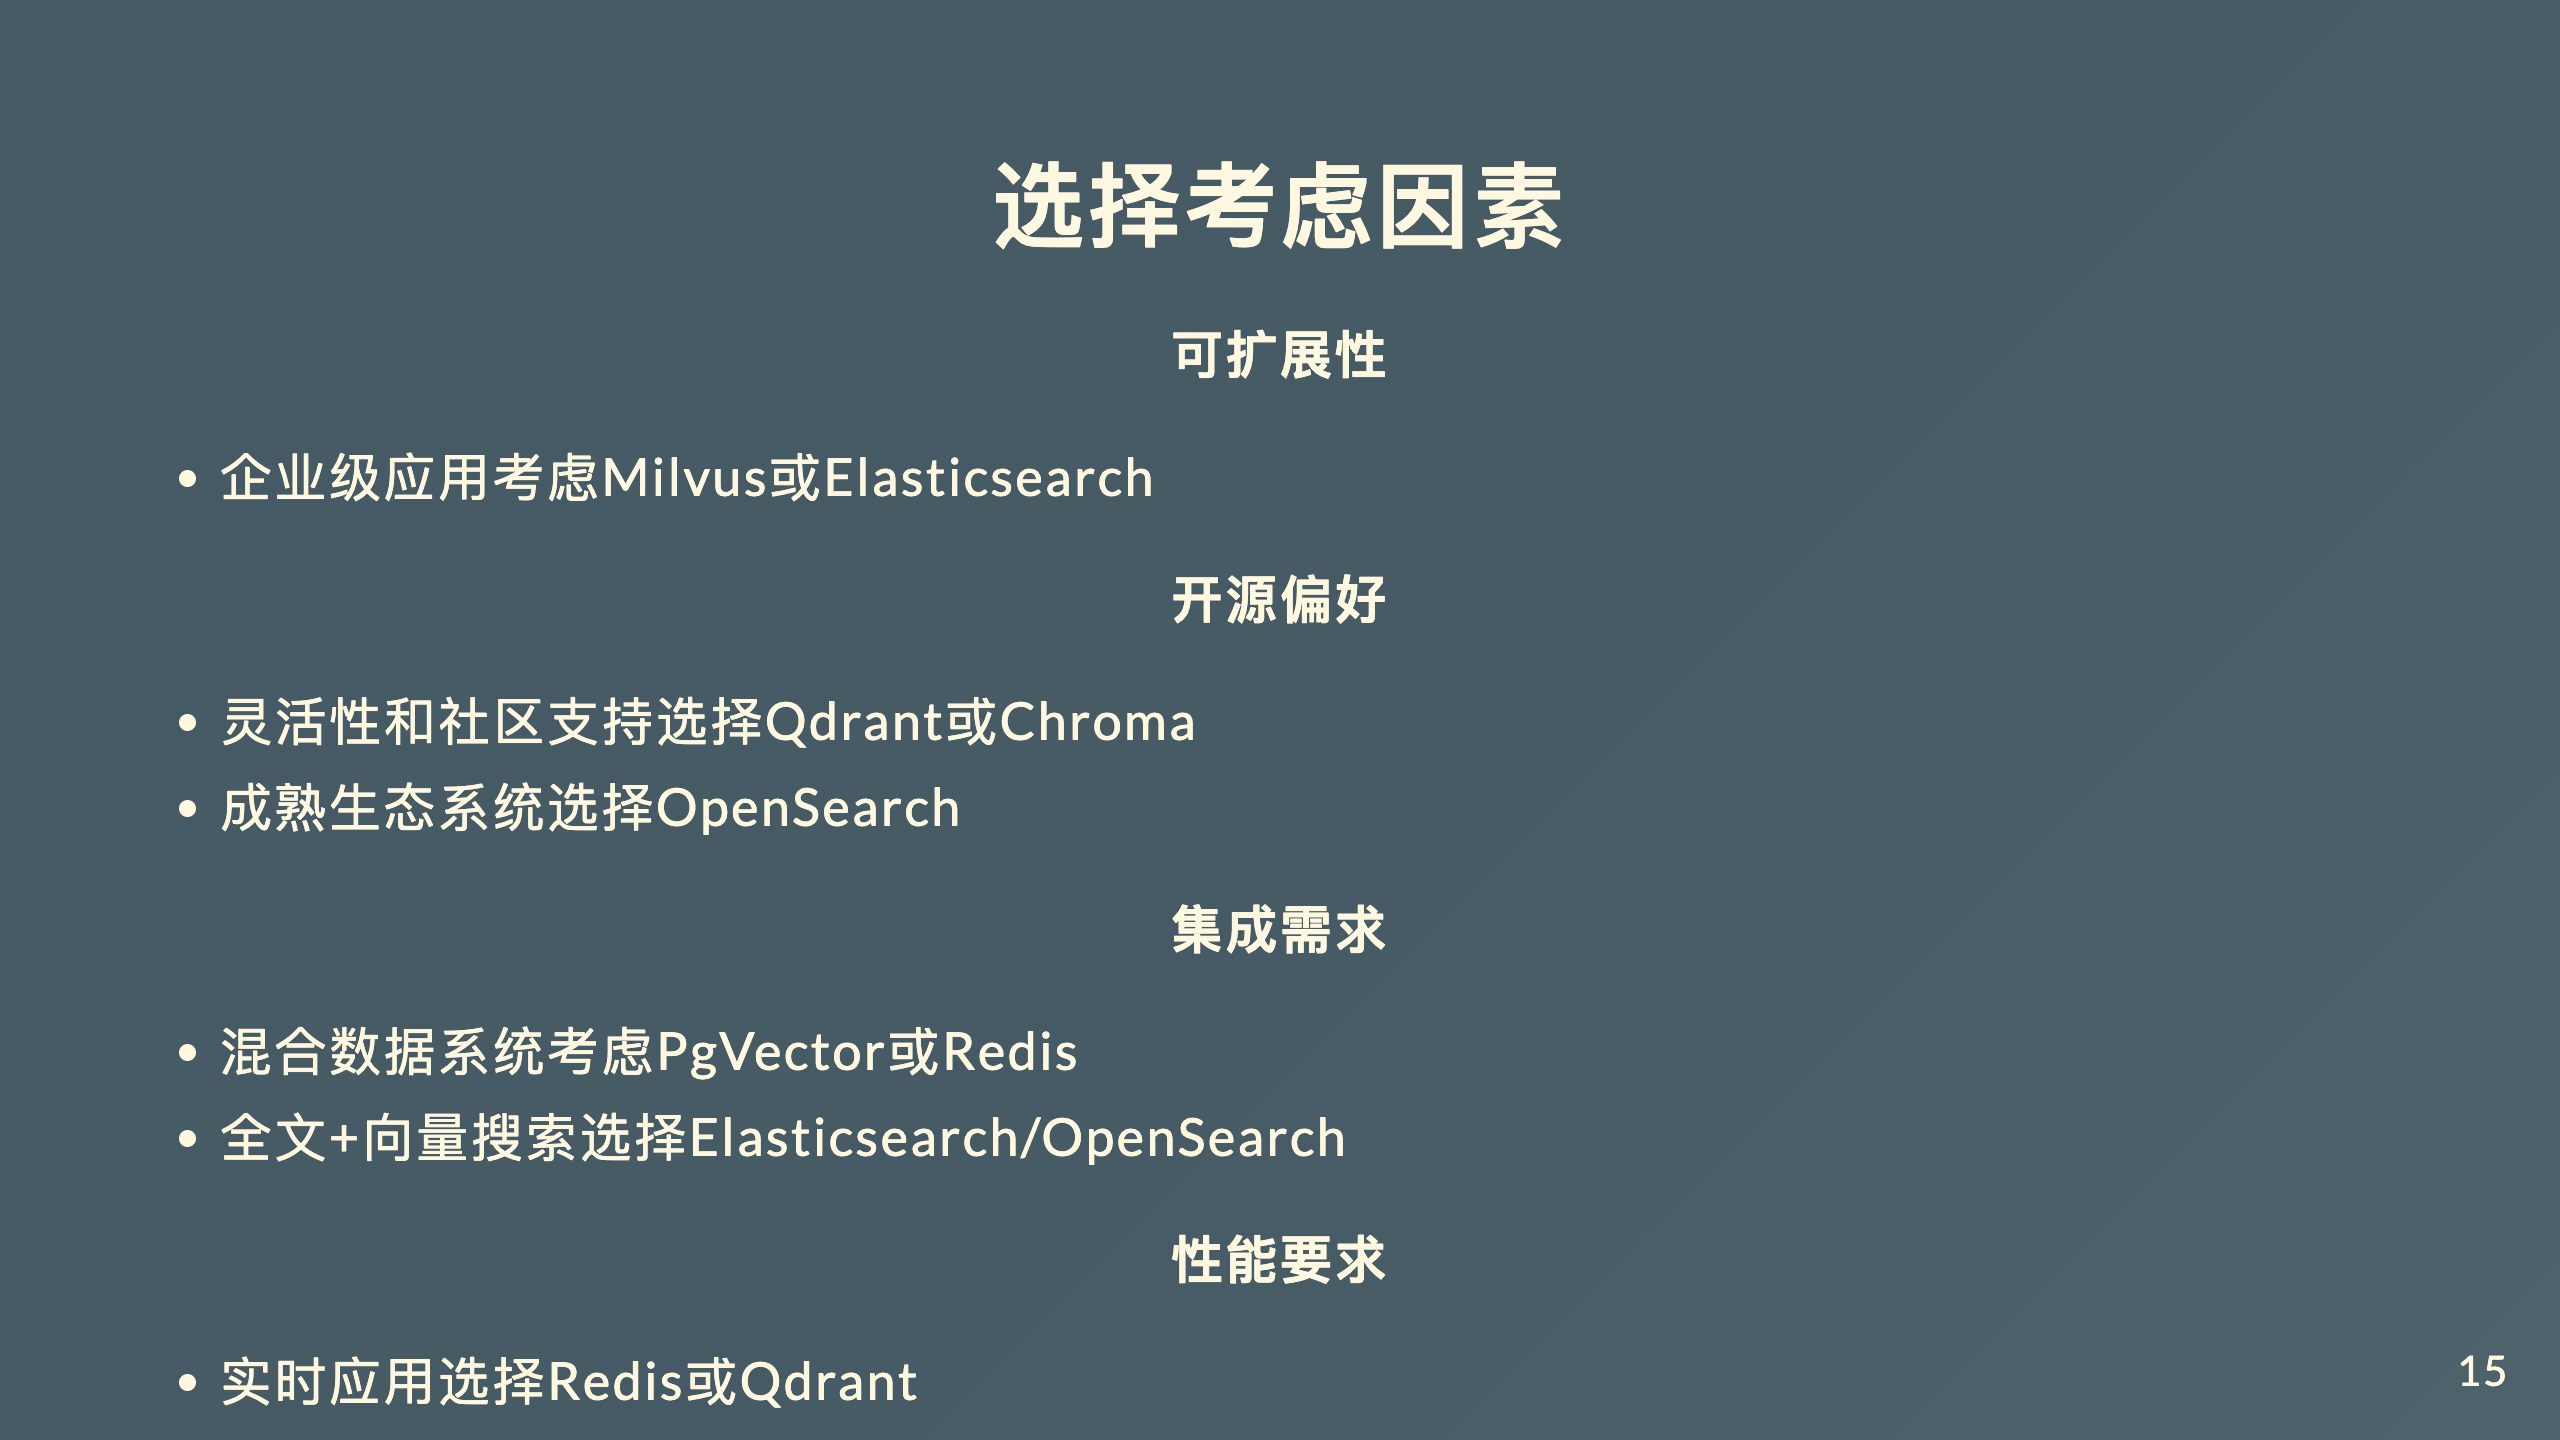 选择考虑因素
可扩展性
• 企业级应用考虑Milvus或Elasticsearch
开源偏好
• 灵活性和社区支持选择Qdrant或Chroma
• 成熟生态系统选择OpenSearch
集成需求
• 混合数据系统考虑PgVector或Redis
• 全文+向量搜索选择Elasticsearch/OpenSearch
性能要求
• 实时应用选择Redis或Qdrant
15